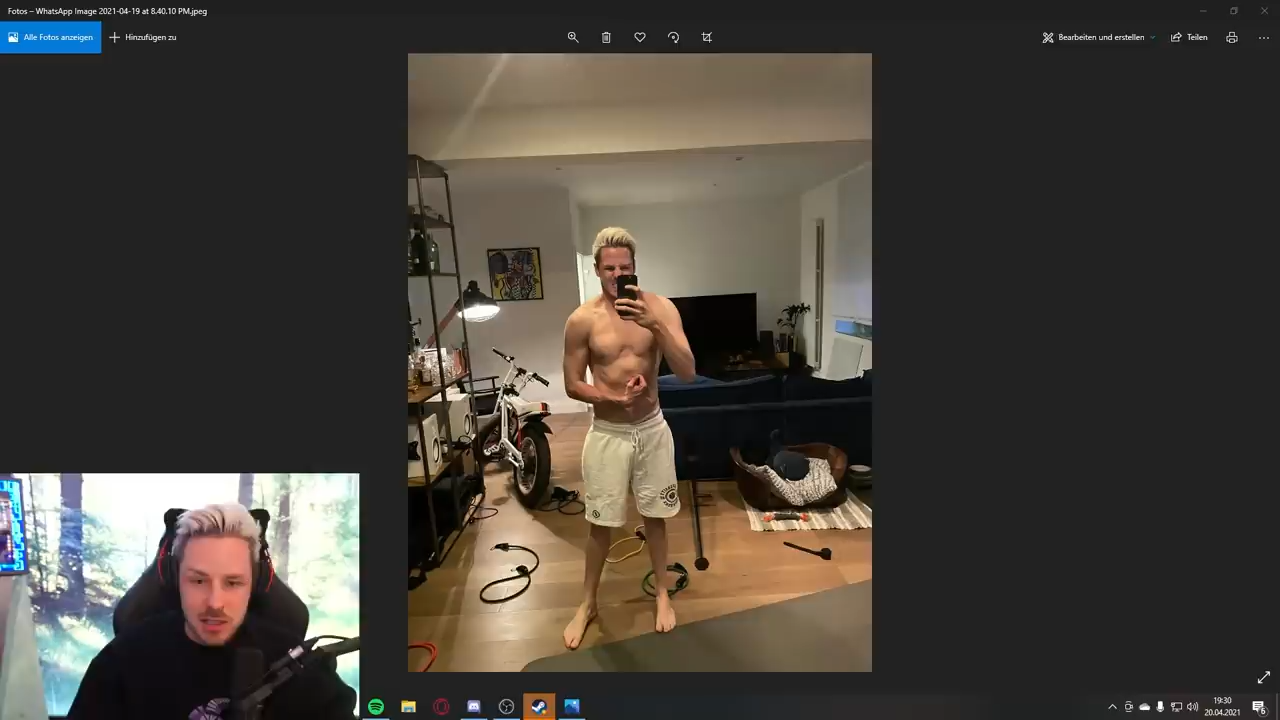 Fotos – WhatsApp Image 2021-04-19 at 8.40.10 PM.jpeg
Alle Fotos anzeigen
Hinzufügen zu
Bearbeiten und erstellen
Teilen
19:30
20.04.2021